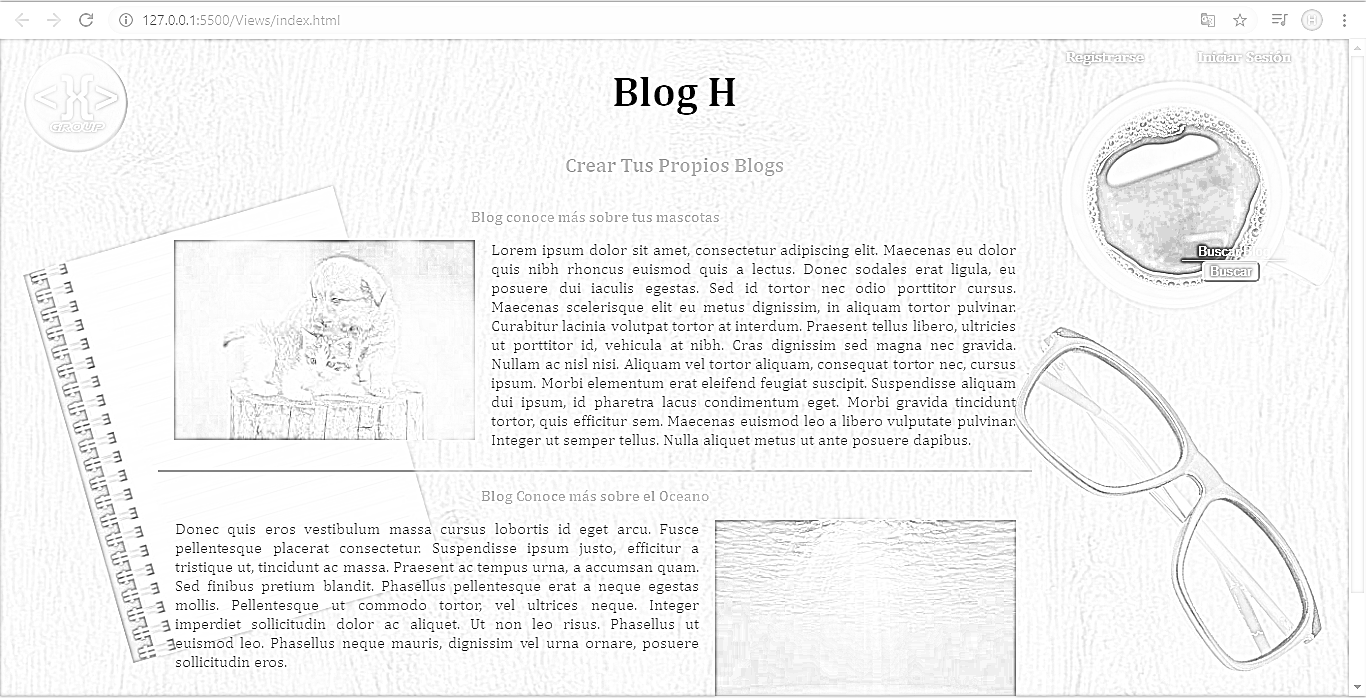 127.0.0.1:5500/Views/index.html
H
Registrarse Iniciar Sesión
<H>
GROUP
Blog H
Crear Tus Propios Blogs
Blog conoce más sobre tus mascotas
Lorem ipsum dolor sit amet, consectetur adipiscing elit. Maecenas eu dolor
quis nibh rhoncus euismod quis a lectus. Donec sodales erat ligula, eu
posuere dui iaculis egestas. Sed id tortor nec odio porttitor cursus.
Maecenas scelerisque elit eu metus dignissim, in aliquam tortor pulvinar.
Curabitur lacinia volutpat tortor at interdum. Praesent tellus libero, ultricies
ut porttitor id, vehicula at nibh. Cras dignissim sed magna nec gravida.
Nullam ac nisl nisi. Aliquam vel tortor aliquam, consequat tortor nec, cursus
ipsum. Morbi elementum erat eleifend feugiat suscipit. Suspendisse aliquam
dui ipsum, id pharetra lacus condimentum eget. Morbi gravida tincidunt
tortor, quis efficitur sem. Maecenas euismod leo a libero vulputate pulvinar.
Integer ut semper tellus. Nulla aliquet metus ut ante posuere dapibus.
Buscar
Buscar
Blog Conoce más sobre el Oceano
Donec quis eros vestibulum massa cursus lobortis id eget arcu. Fusce
pellentesque placerat consectetur. Suspendisse ipsum justo, efficitur a
tristique ut, tincidunt ac massa. Praesent ac tempus urna, a accumsan quam.
Sed finibus pretium blandit. Phasellus pellentesque erat a neque egestas
mollis. Pellentesque ut commodo tortor, vel ultrices neque. Integer
imperdiet sollicitudin dolor ac aliquet. Ut non leo risus. Phasellus ut
euismod leo. Phasellus neque mauris, dignissim vel urna ornare, posuere
sollicitudin eros.